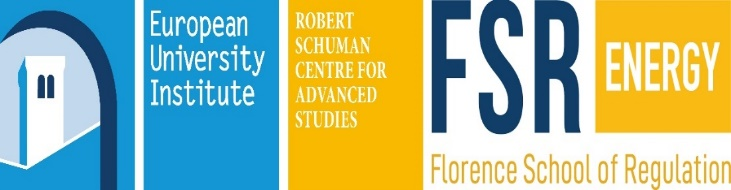 European
University
Institute
ROBERT
SCHUMAN
CENTRE FOR
ADVANCED
STUDIES
FSR
ENERGY
Florence School of Regulation